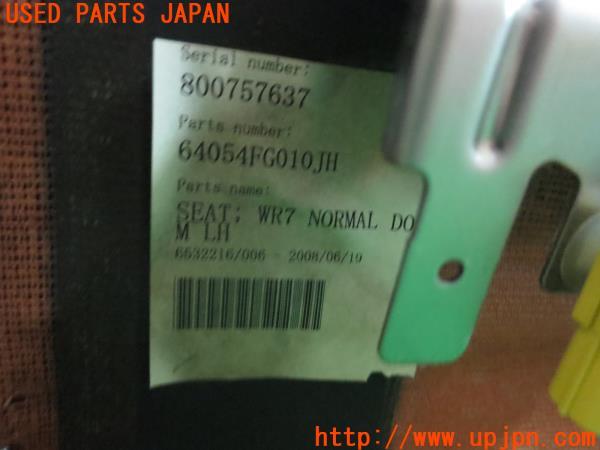 USED PARTS JAPAN
Serial number:
800757637
Parts number:
64054FG010JH
Parts name:
SEAT; WR7 NORMAL DO
M LH
6532216/006 - 2008/06/19
http://www.upjpn.com/